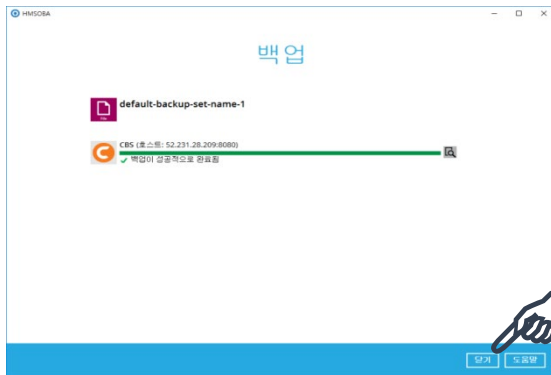 HMSOBA
백업
default-backup-set-name-1
File
CBS (호스트: 52.231.28.209:8080)
백업이 성공적으로 완료됨
닫기 도움말